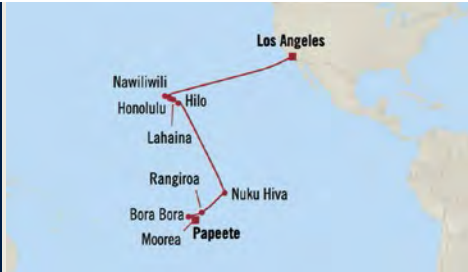 Los Angeles
Nawiliwili
Honolulu
Hilo
Lahaina
Rangiroa
Nuku Hiva
Bora Bora
Moorea
Papeete